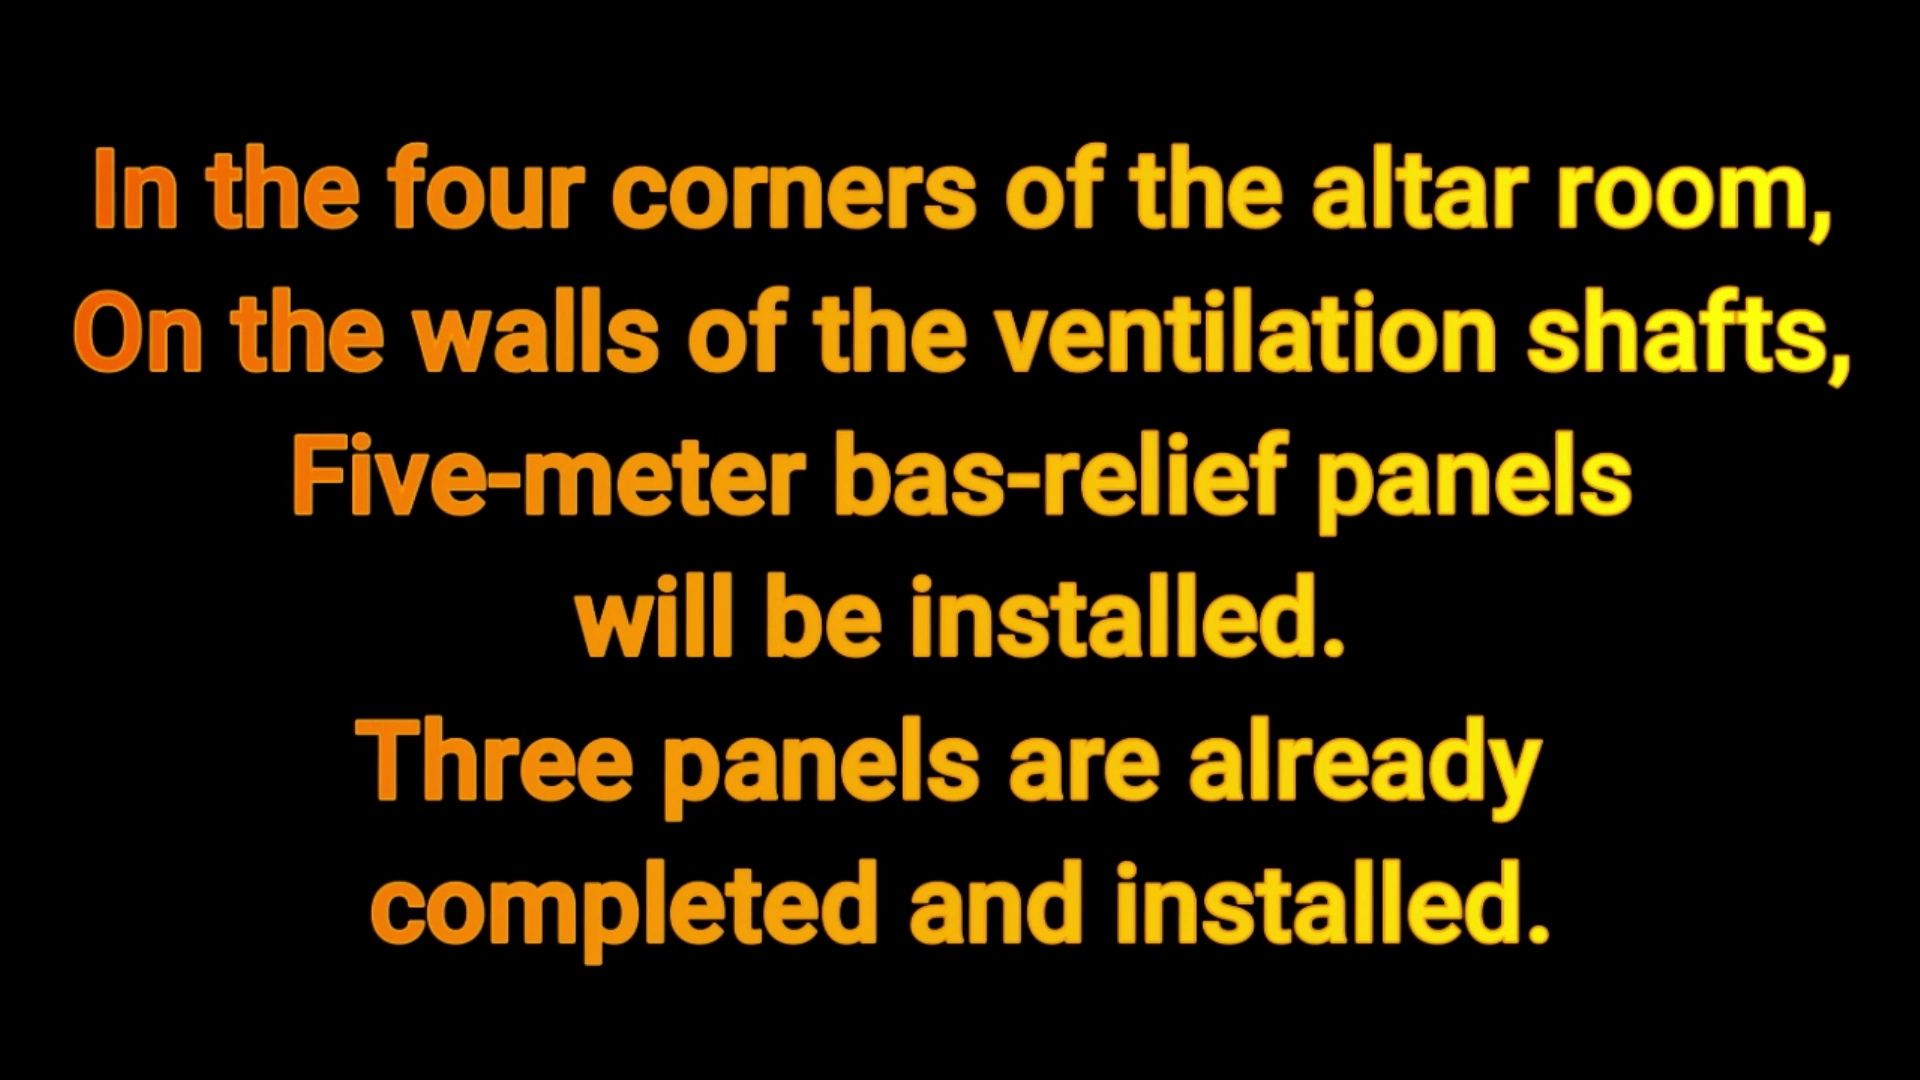 In the four corners of the altar room,
On the walls of the ventilation shafts,
Five-meter bas-relief panels
will be installed.
Three panels are already
completed and installed.